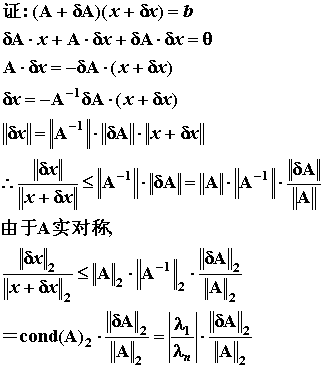 证: (A + δA)(x + δx) = b
δA · x + A · δx + δA · δx = θ
A · δx = −δA · (x + δx)
δx = −A⁻¹δA · (x + δx)
‖δx‖ = ‖A⁻¹‖ · ‖δA‖ · ‖x + δx‖
∴ ‖δx‖ / ‖x + δx‖ ≤ ‖A⁻¹‖ · ‖δA‖ = ‖A‖ · ‖A⁻¹‖ · ‖δA‖ / ‖A‖
由于A实对称,
‖δx‖₂ / ‖x + δx‖₂ ≤ ‖A‖₂ · ‖A⁻¹‖₂ · ‖δA‖₂ / ‖A‖₂
＝cond(A)₂ · ‖δA‖₂ / ‖A‖₂ = |λ₁ / λₙ| · ‖δA‖₂ / ‖A‖₂